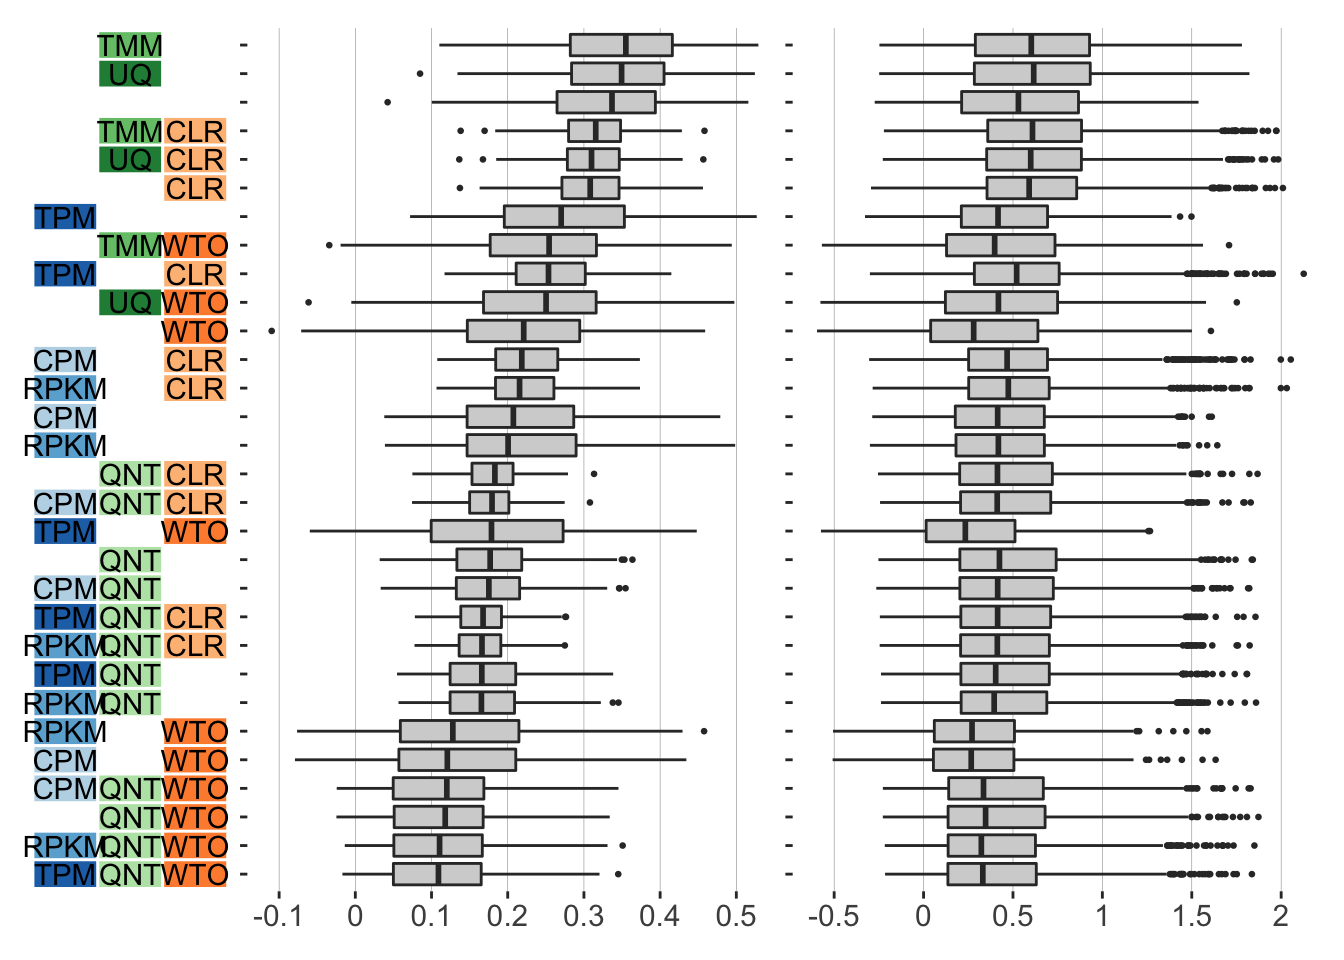 TMM
UQ
TMM CLR
UQ CLR
CLR
TPM
TMM WTO
TPM CLR
UQ WTO
WTO
CPM CLR
RPKM CLR
CPM
RPKM
QNT CLR
CPM QNT CLR
TPM WTO
QNT
CPM QNT
TPM QNT CLR
RPKM QNT CLR
TPM QNT
RPKM QNT
RPKM WTO
CPM WTO
CPM QNT WTO
QNT WTO
RPKM QNT WTO
TPM QNT WTO
-0.1 0 0.1 0.2 0.3 0.4 0.5 -0.5 0 0.5 1 1.5 2